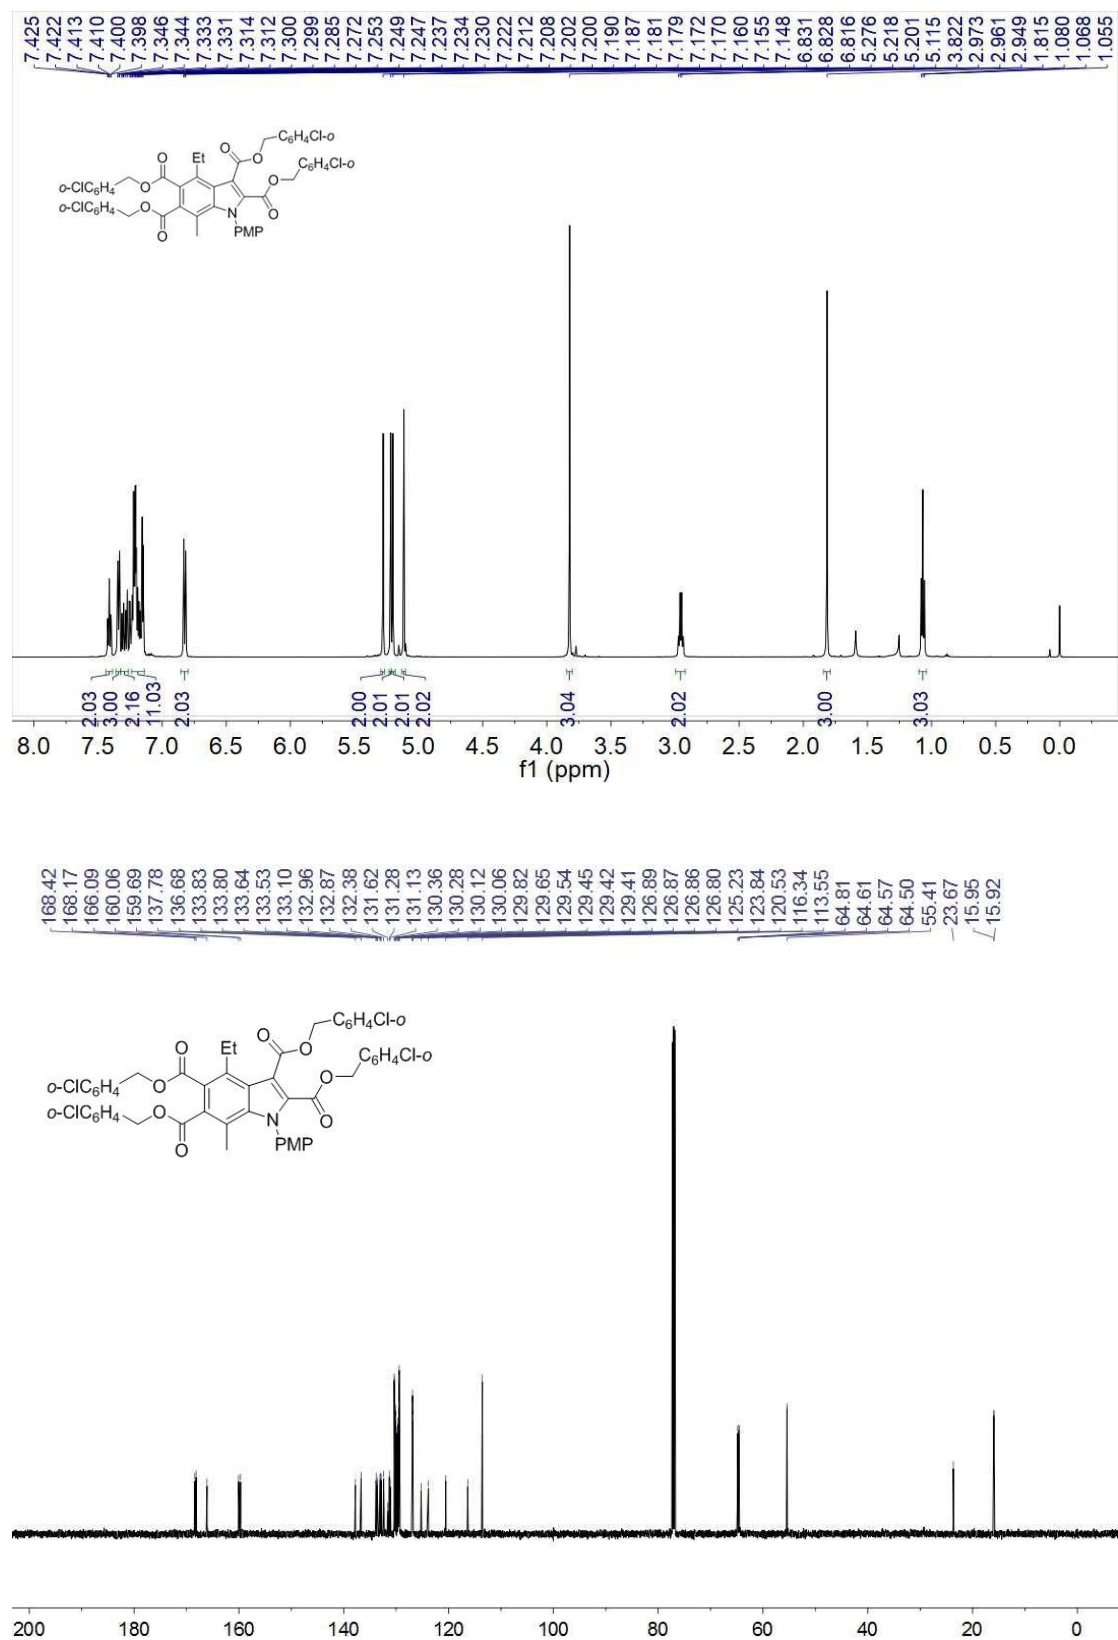 7.425 7.422 7.413 7.410 7.400 7.398 7.346 7.344 7.333 7.331 7.314 7.312 7.300 7.299 7.285 7.272 7.253 7.249 7.247 7.237 7.234 7.230 7.222 7.212 7.208 7.202 7.200 7.190 7.187 7.181 7.179 7.172 7.170 7.160 7.155 7.148 6.831 6.828 6.816 5.276 5.218 5.201 5.115 3.822 2.973 2.961 2.949 1.815 1.080 1.068 1.055
C6H4Cl-o
O Et
O O
C6H4Cl-o
o-ClC6H4 O O
o-ClC6H4 O N O
O PMP
2.03 3.00 2.16 11.03 2.03 2.00 2.01 2.01 2.02 3.04 2.02 3.00 3.03
8.0 7.5 7.0 6.5 6.0 5.5 5.0 4.5 4.0 3.5 3.0 2.5 2.0 1.5 1.0 0.5 0.0
f1 (ppm)
168.42 168.17 166.09 160.06 159.69 137.78 136.68 133.83 133.80 133.64 133.53 133.10 132.96 132.87 132.38 131.62 131.28 131.13 130.36 130.28 130.12 130.06 129.82 129.65 129.54 129.45 129.42 129.41 126.89 126.87 126.86 126.80 125.23 123.84 120.53 116.34 113.55 64.81 64.61 64.57 64.50 55.41 23.67 15.95 15.92
C6H4Cl-o
O Et O O
C6H4Cl-o
o-ClC6H4 O O
o-ClC6H4 O N O
O PMP
200 180 160 140 120 100 80 60 40 20 0